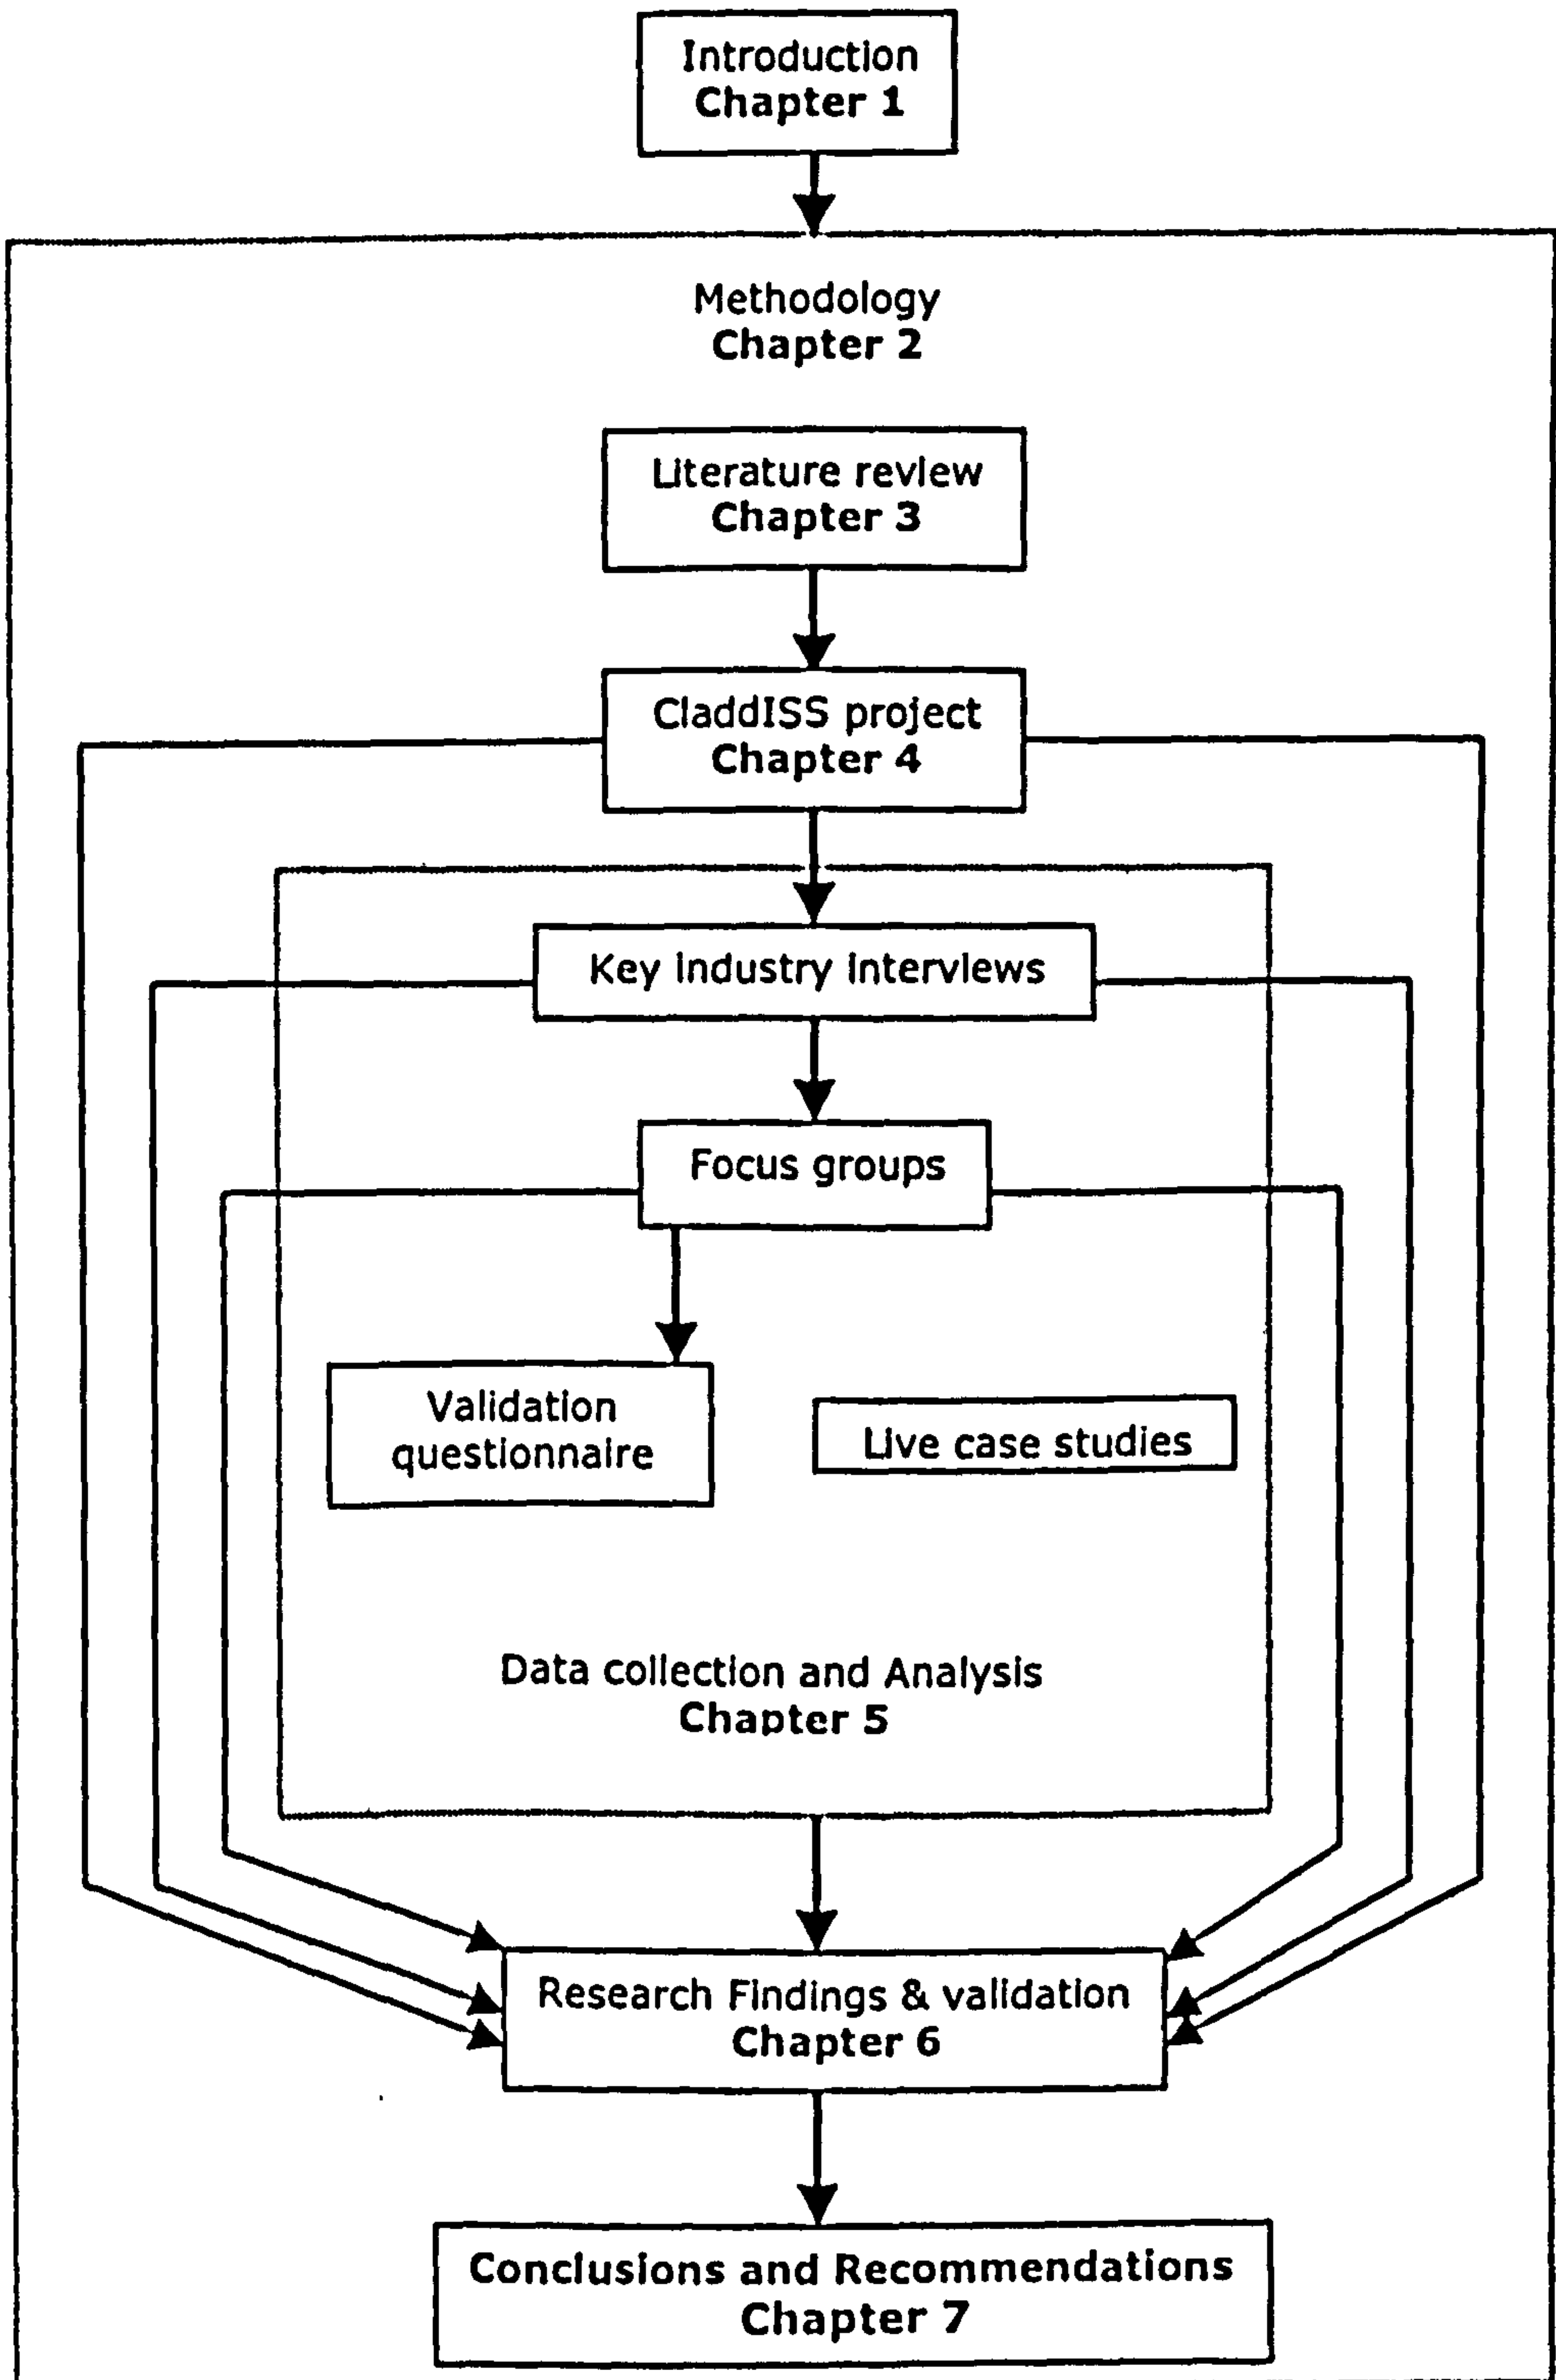 Introduction
Chapter 1
Methodology
Chapter 2
Literature review
Chapter 3
CladdISS project
Chapter 4
Key industry interviews
Focus groups
Validation
questionnaire
Live case studies
Data collection and Analysis
Chapter 5
Research Findings & validation
Chapter 6
Conclusions and Recommendations
Chapter 7